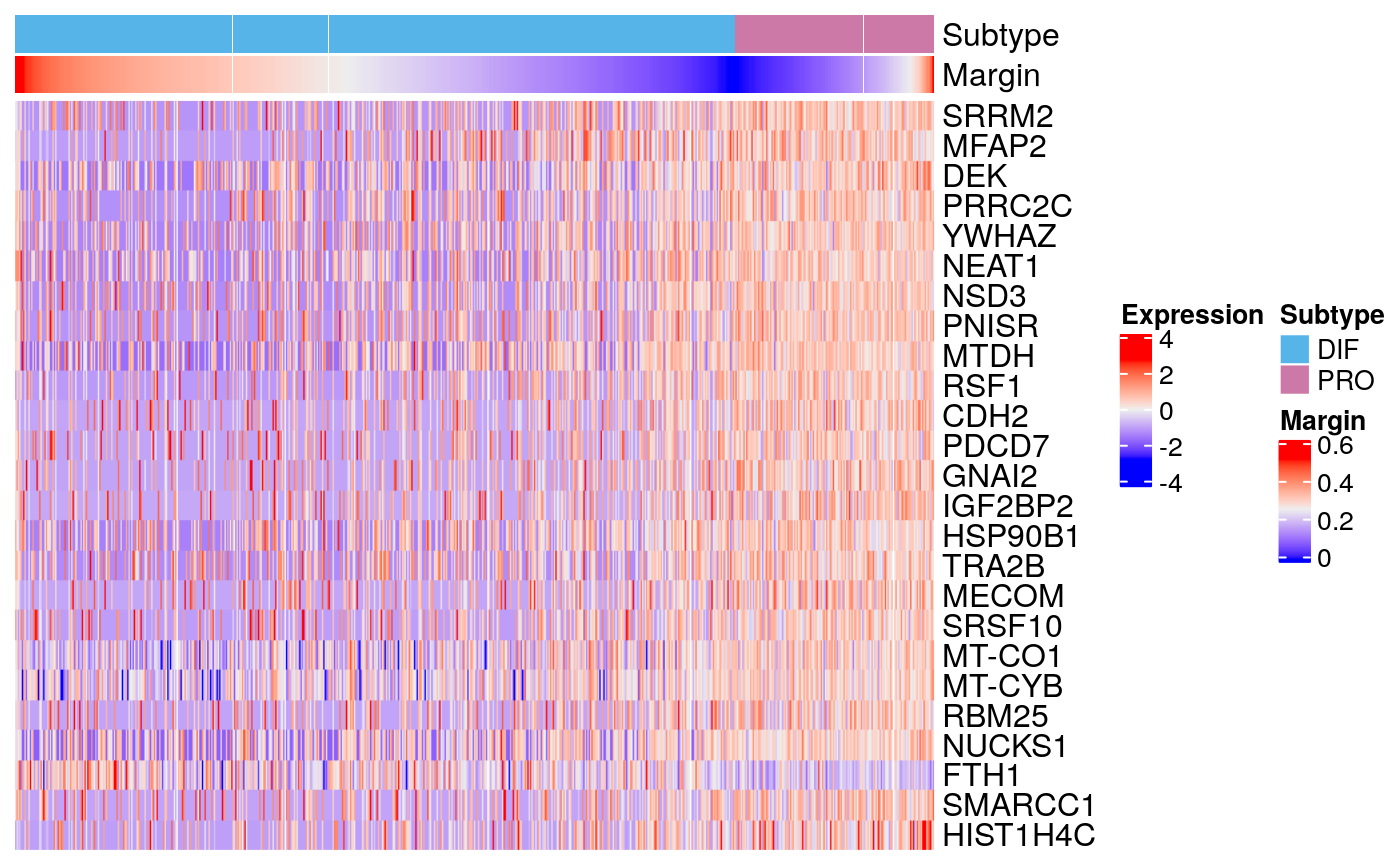 Subtype
Margin
SRRM2
MFAP2
DEK
PRRC2C
YWHAZ
NEAT1
NSD3
PNISR
MTDH
RSF1
CDH2
PDCD7
GNAI2
IGF2BP2
HSP90B1
TRA2B
MECOM
SRSF10
MT-CO1
MT-CYB
RBM25
NUCKS1
FTH1
SMARCC1
HIST1H4C
Expression
4
2
0
-2
-4
Subtype
DIF
PRO
Margin
0.6
0.4
0.2
0